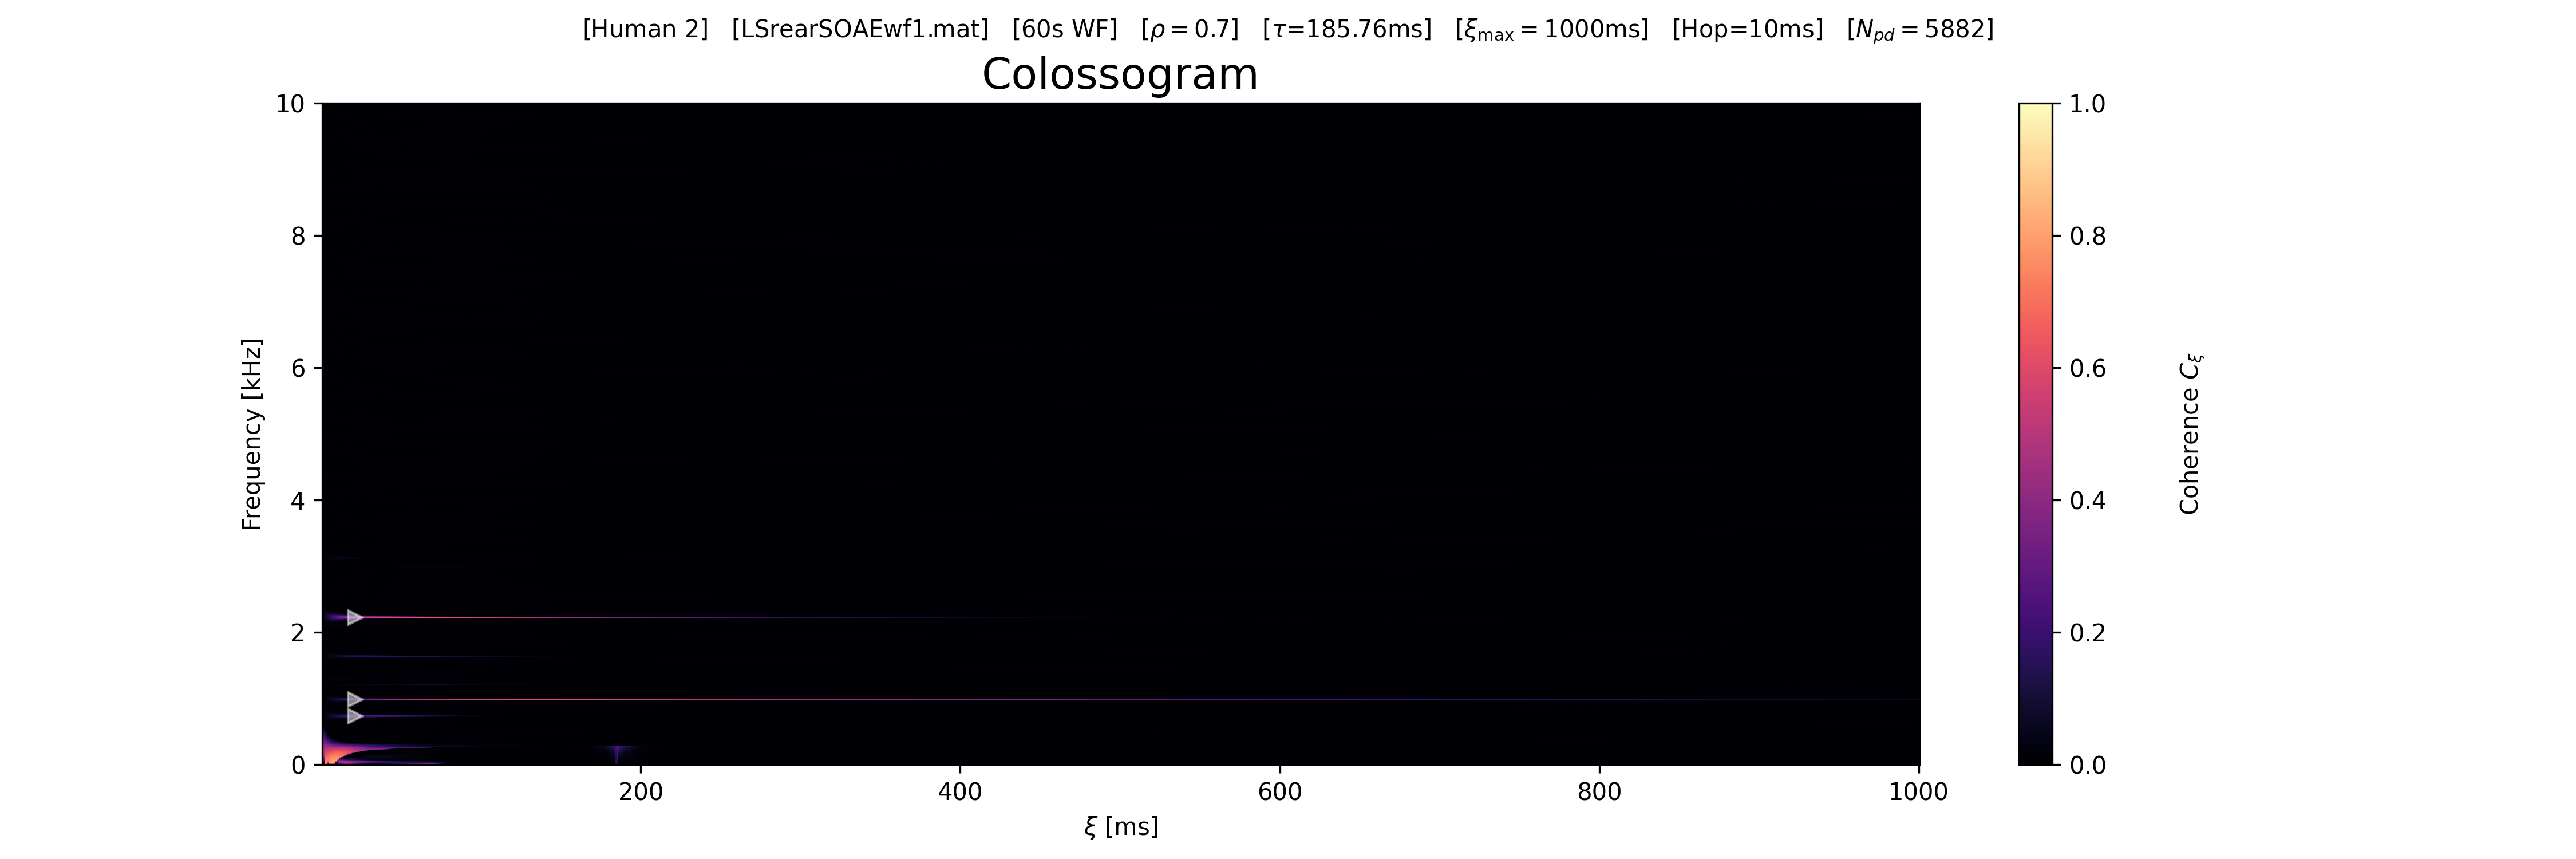 [Human 2] [LSrearSOAEwf1.mat] [60s WF] [ρ = 0.7] [τ=185.76ms] [ξmax = 1000ms] [Hop=10ms] [Npd = 5882]
Colossogram
10
8
6
4
2
0
Frequency [kHz]
200 400 600 800 1000
ξ [ms]
1.0
0.8
0.6
0.4
0.2
0.0
Coherence Cξ